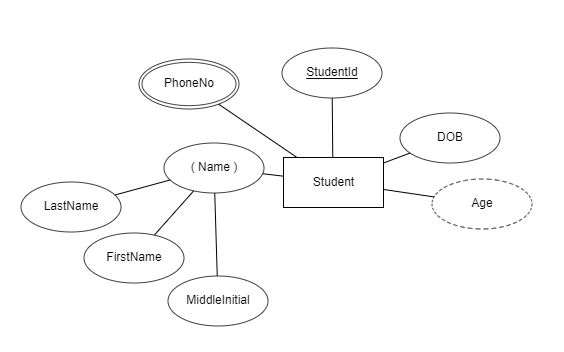 StudentId
PhoneNo
DOB
( Name )
Student
Age
LastName
FirstName
MiddleInitial